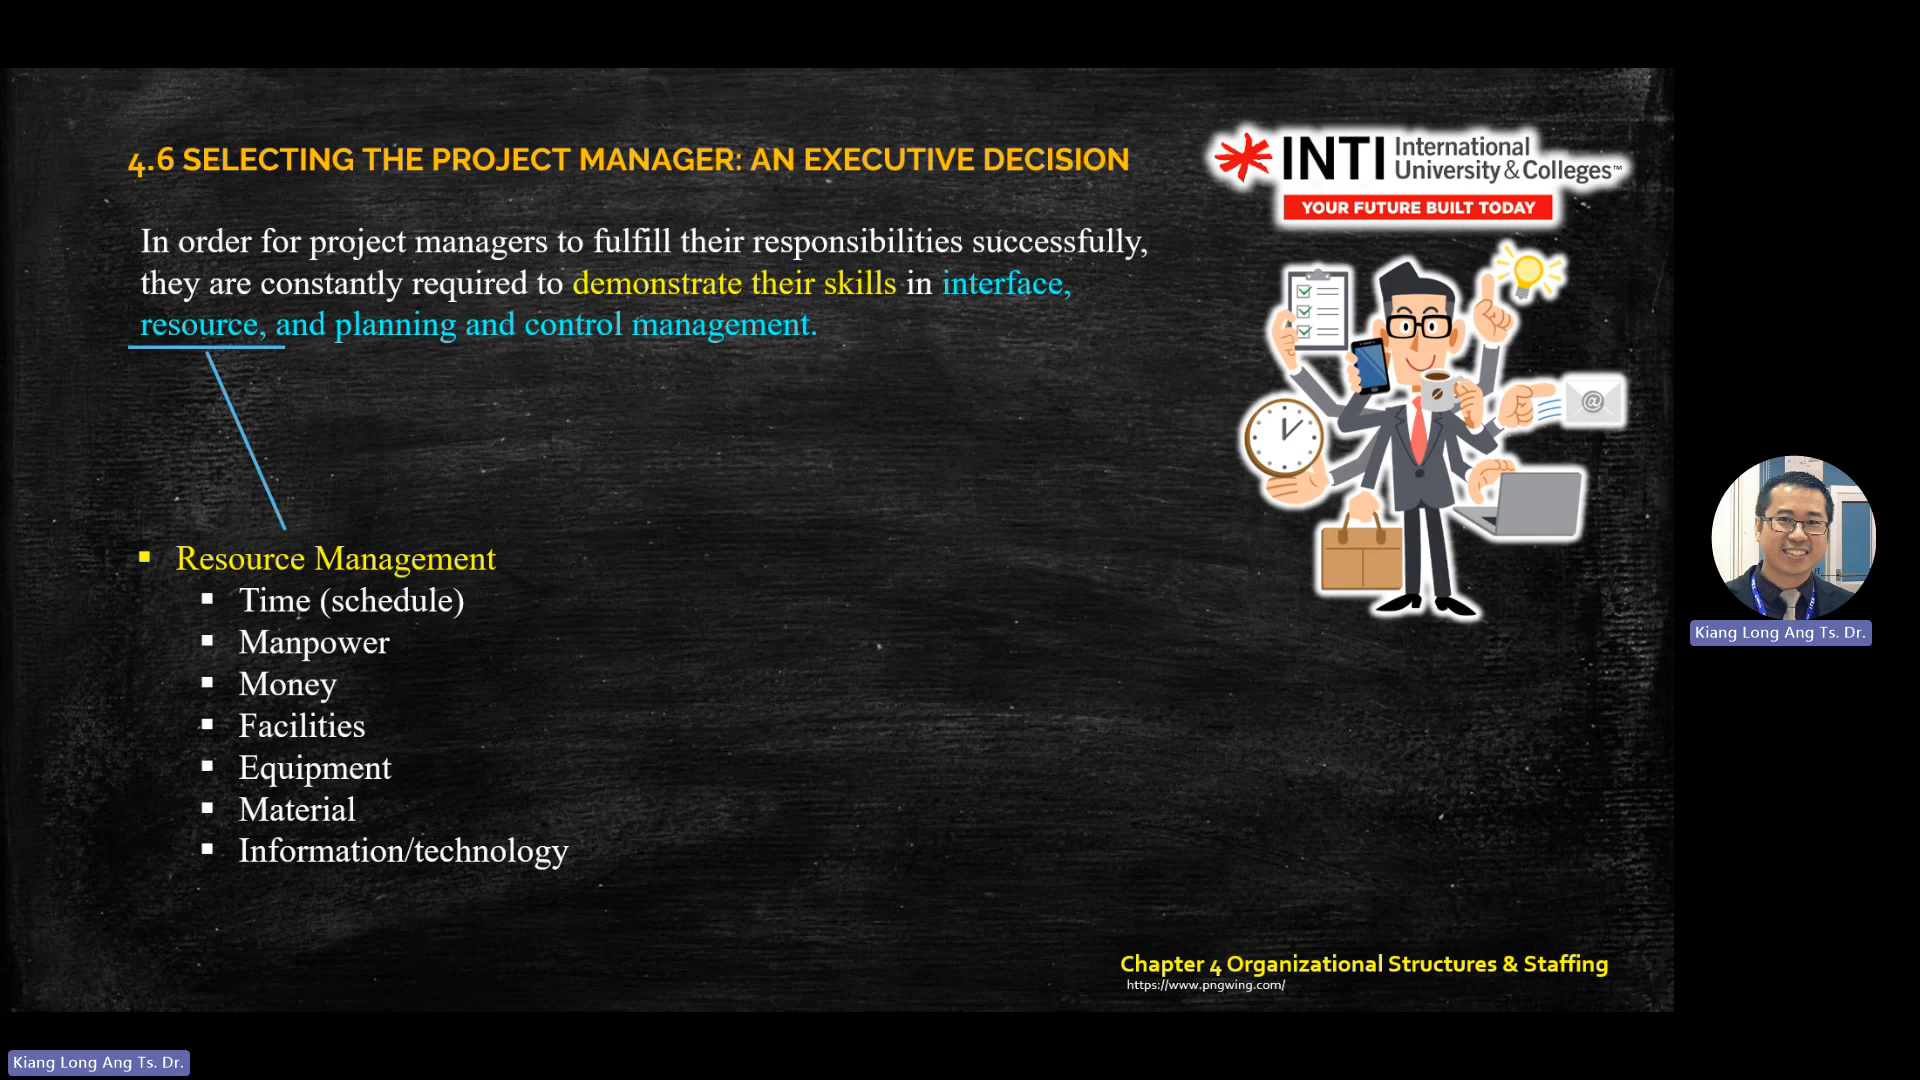 4.6 SELECTING THE PROJECT MANAGER: AN EXECUTIVE DECISION
INTI International
University & Colleges™
YOUR FUTURE BUILT TODAY
In order for project managers to fulfill their responsibilities successfully,
they are constantly required to demonstrate their skills in interface,
resource, and planning and control management.
@
▪ Resource Management
▪ Time (schedule)
▪ Manpower
▪ Money
▪ Facilities
▪ Equipment
▪ Material
▪ Information/technology
Kiang Long Ang Ts. Dr.
Chapter 4 Organizational Structures & Staffing
https://www.pngwing.com/
Kiang Long Ang Ts. Dr.